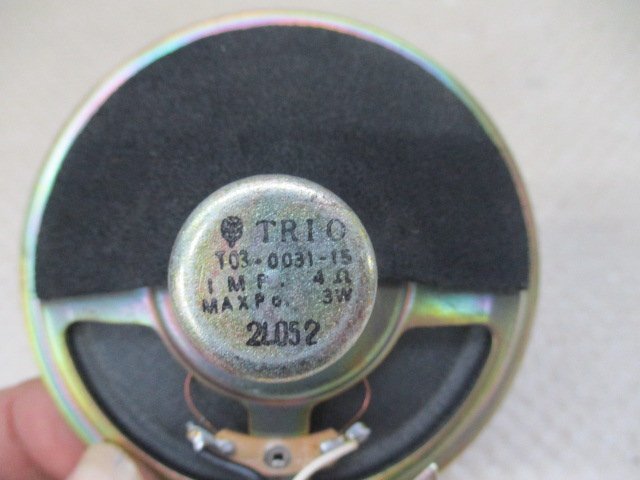 TRIO
T03-0031-15
IMP. 4Ω
MAXPo. 3W
2L052